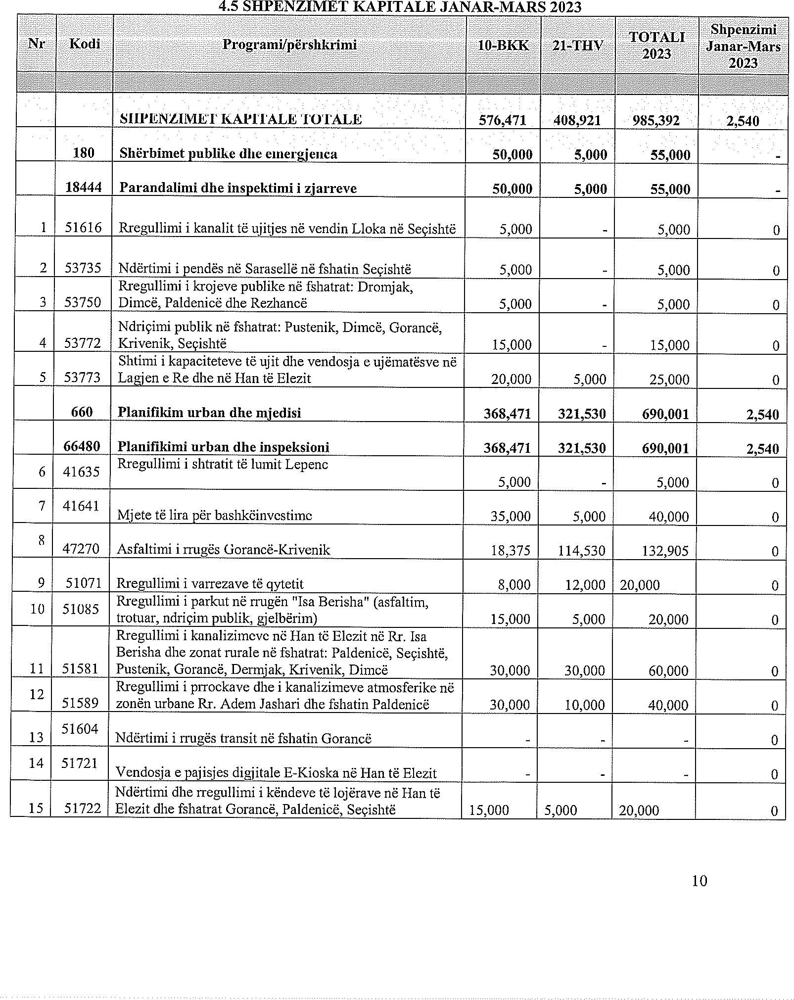 4.5 SHPENZIMET KAPITALE JANAR-MARS 2023
Nr Kodi Programi/përshkrimi 10-BKK 21-THV TOTALI 2023 Shpenzimi Janar-Mars 2023
SHPENZIMET KAPITALE TOTALE 576,471 408,921 985,392 2,540
180 Shërbimet publike dhe emergjenca 50,000 5,000 55,000 -
18444 Parandalimi dhe inspektimi i zjarreve 50,000 5,000 55,000 -
1 51616 Rregullimi i kanalit të ujitjes në vendin Lloka në Seçishtë 5,000 - 5,000 0
2 53735 Ndërtimi i pendës në Sarasellë në fshatin Seçishtë 5,000 - 5,000 0
Rregullimi i krojeve publike në fshatrat: Dromjak,
3 53750 Dimcë, Paldenicë dhe Rezhancë 5,000 - 5,000 0
Ndriçimi publik në fshatrat: Pustenik, Dimcë, Gorancë,
4 53772 Krivenik, Seçishtë 15,000 - 15,000 0
Shtimi i kapaciteteve të ujit dhe vendosja e ujëmatësve në
5 53773 Lagjen e Re dhe në Han të Elezit 20,000 5,000 25,000 0
660 Planifikim urban dhe mjedisi 368,471 321,530 690,001 2,540
66480 Planifikimi urban dhe inspeksioni 368,471 321,530 690,001 2,540
6 41635 Rregullimi i shtratit të lumit Lepenc 5,000 - 5,000 0
7 41641 Mjete të lira për bashkëinvestime 35,000 5,000 40,000 0
8 47270 Asfaltimi i rrugës Gorancë-Krivenik 18,375 114,530 132,905 0
9 51071 Rregullimi i varrezave të qytetit 8,000 12,000 20,000 0
Rregullimi i parkut në rrugën "Isa Berisha" (asfaltim,
10 51085 trotuar, ndriçim publik, gjelbërim) 15,000 5,000 20,000 0
Rregullimi i kanalizimeve në Han të Elezit në Rr. Isa
Berisha dhe zonat rurale në fshatrat: Paldenicë, Seçishtë,
11 51581 Pustenik, Gorancë, Dermjak, Krivenik, Dimcë 30,000 30,000 60,000 0
Rregullimi i prrockave dhe i kanalizimeve atmosferike në
12 51589 zonën urbane Rr. Adem Jashari dhe fshatin Paldenicë 30,000 10,000 40,000 0
13 51604 Ndërtimi i rrugës transit në fshatin Gorancë - - - 0
14 51721 Vendosja e pajisjes digjitale E-Kioska në Han të Elezit - - - 0
Ndërtimi dhe rregullimi i këndeve të lojërave në Han të
15 51722 Elezit dhe fshatrat Gorancë, Paldenicë, Seçishtë 15,000 5,000 20,000 0
10